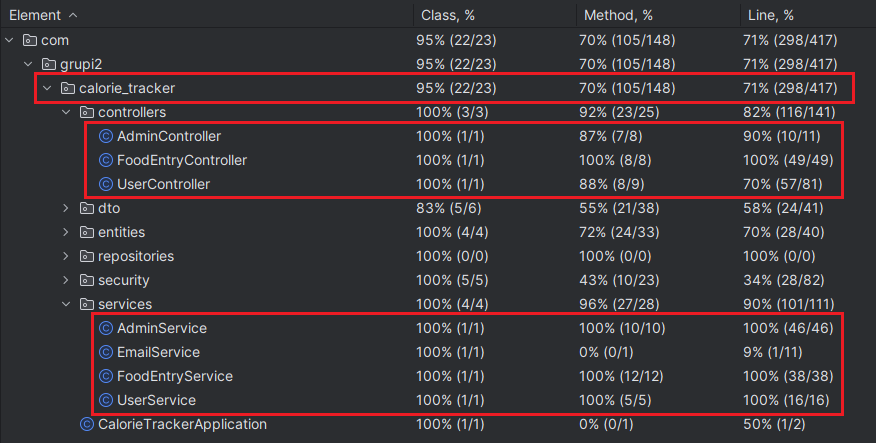 Element Class, % Method, % Line, %
com 95% (22/23) 70% (105/148) 71% (298/417)
grupi2 95% (22/23) 70% (105/148) 71% (298/417)
calorie_tracker 95% (22/23) 70% (105/148) 71% (298/417)
controllers 100% (3/3) 92% (23/25) 82% (116/141)
AdminController 100% (1/1) 87% (7/8) 90% (10/11)
FoodEntryController 100% (1/1) 100% (8/8) 100% (49/49)
UserController 100% (1/1) 88% (8/9) 70% (57/81)
dto 83% (5/6) 55% (21/38) 58% (24/41)
entities 100% (4/4) 72% (24/33) 70% (28/40)
repositories 100% (0/0) 100% (0/0) 100% (0/0)
security 100% (5/5) 43% (10/23) 34% (28/82)
services 100% (4/4) 96% (27/28) 90% (101/111)
AdminService 100% (1/1) 100% (10/10) 100% (46/46)
EmailService 100% (1/1) 0% (0/1) 9% (1/11)
FoodEntryService 100% (1/1) 100% (12/12) 100% (38/38)
UserService 100% (1/1) 100% (5/5) 100% (16/16)
CalorieTrackerApplication 100% (1/1) 0% (0/1) 50% (1/2)